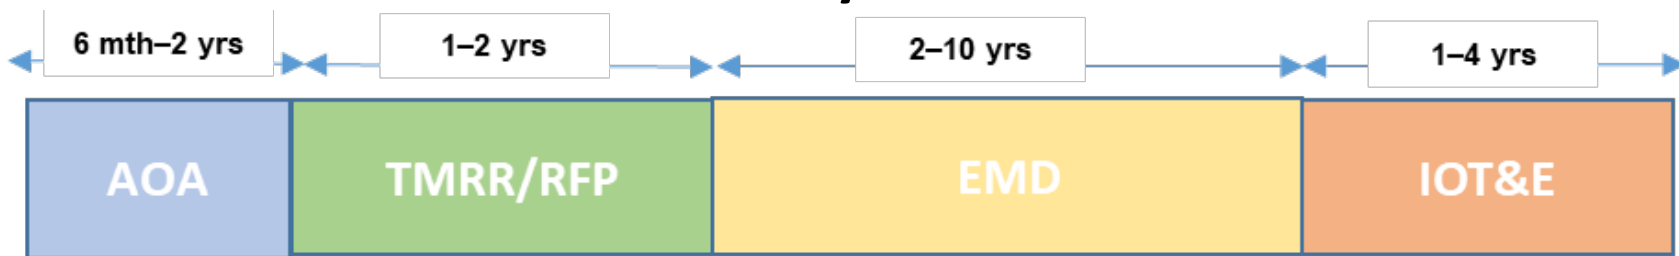 6 mth–2 yrs
1–2 yrs
2–10 yrs
1–4 yrs
AOA
TMRR/RFP
EMD
IOT&E